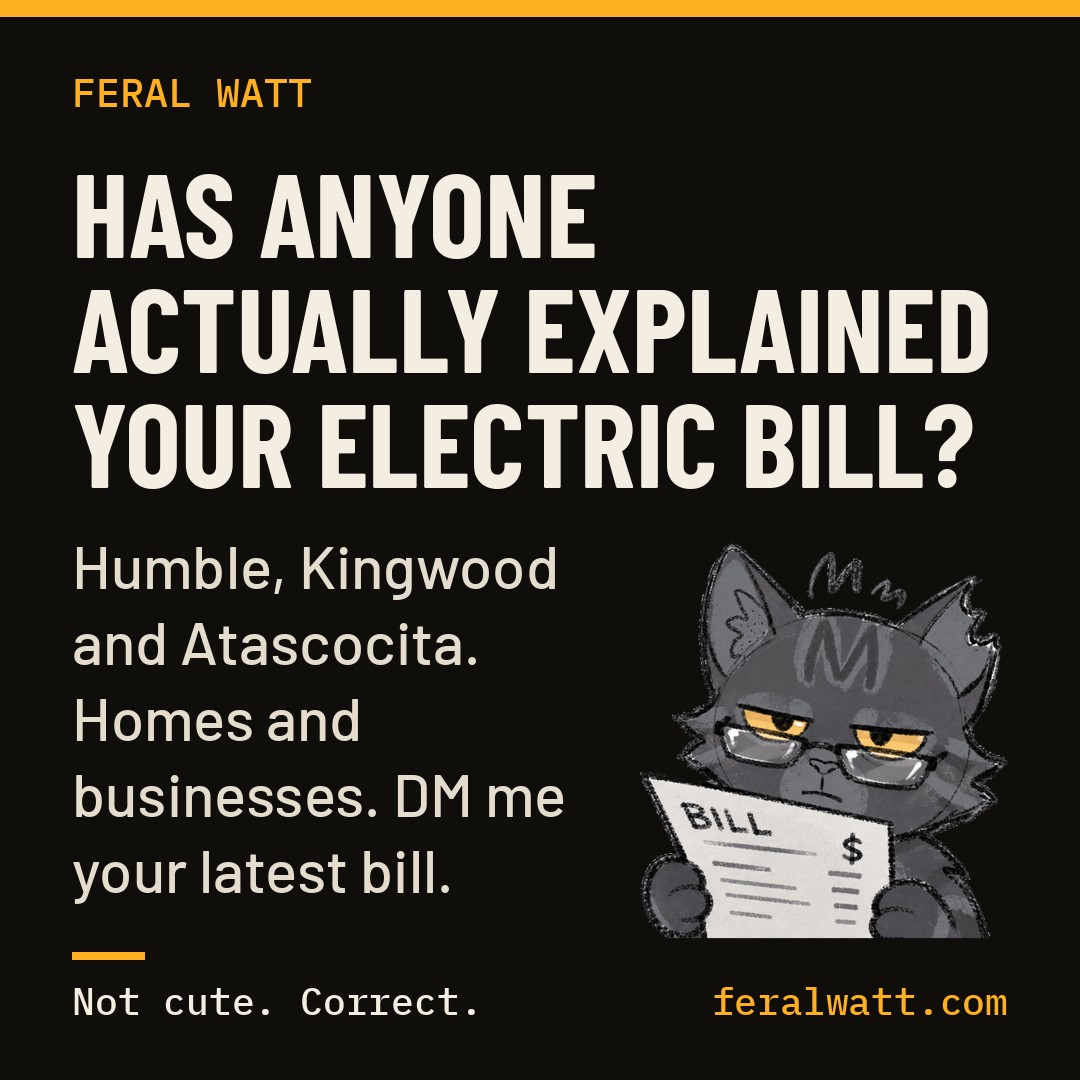 FERAL WATT
HAS ANYONE
ACTUALLY EXPLAINED
YOUR ELECTRIC BILL?
Humble, Kingwood
and Atascocita.
Homes and
businesses. DM me
your latest bill.
M
BILL
$
Not cute. Correct.
feralwatt.com